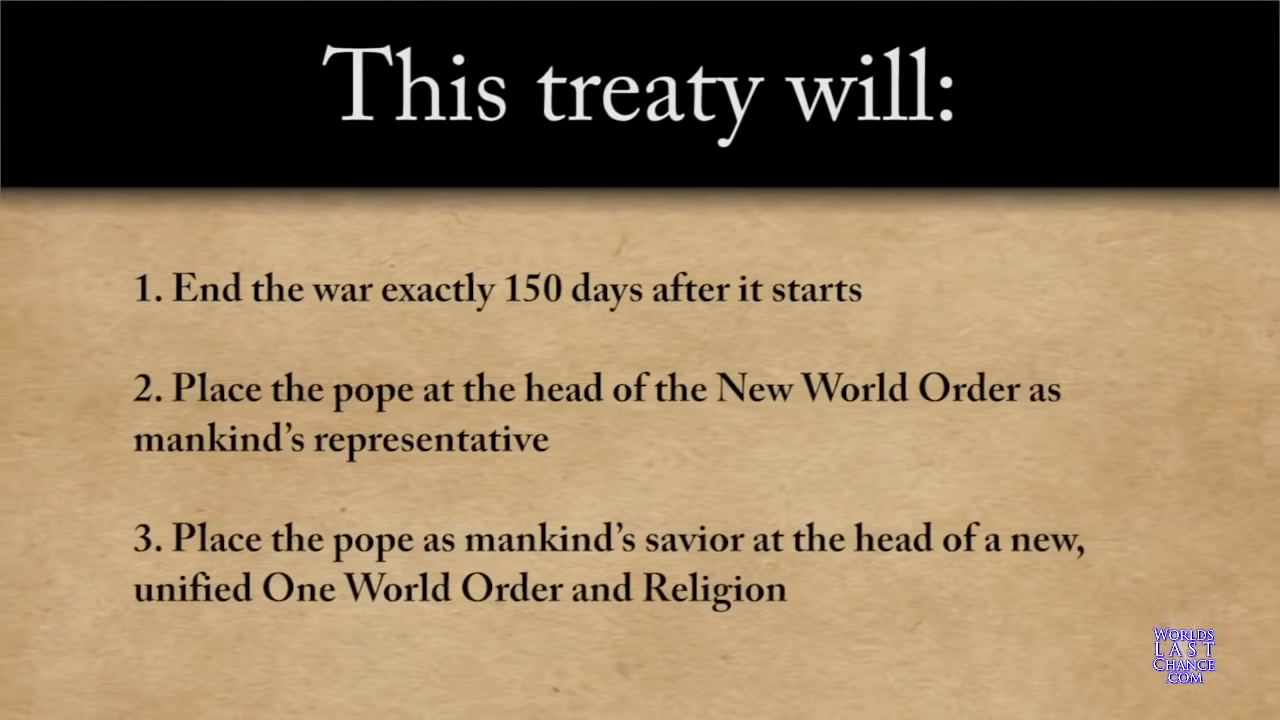 This treaty will:
1. End the war exactly 150 days after it starts
2. Place the pope at the head of the New World Order as
mankind’s representative
3. Place the pope as mankind’s savior at the head of a new,
unified One World Order and Religion
WORLDS
LAST
CHANCE
.COM